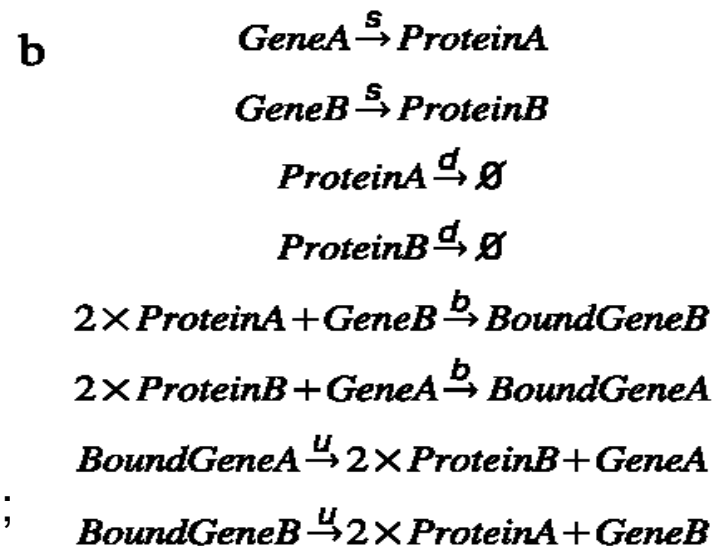 b
GeneA →s ProteinA
GeneB →s ProteinB
ProteinA →d Ø
ProteinB →d Ø
2×ProteinA+GeneB →b BoundGeneB
2×ProteinB+GeneA →b BoundGeneA
BoundGeneA →u 2×ProteinB+GeneA
; BoundGeneB →u 2×ProteinA+GeneB